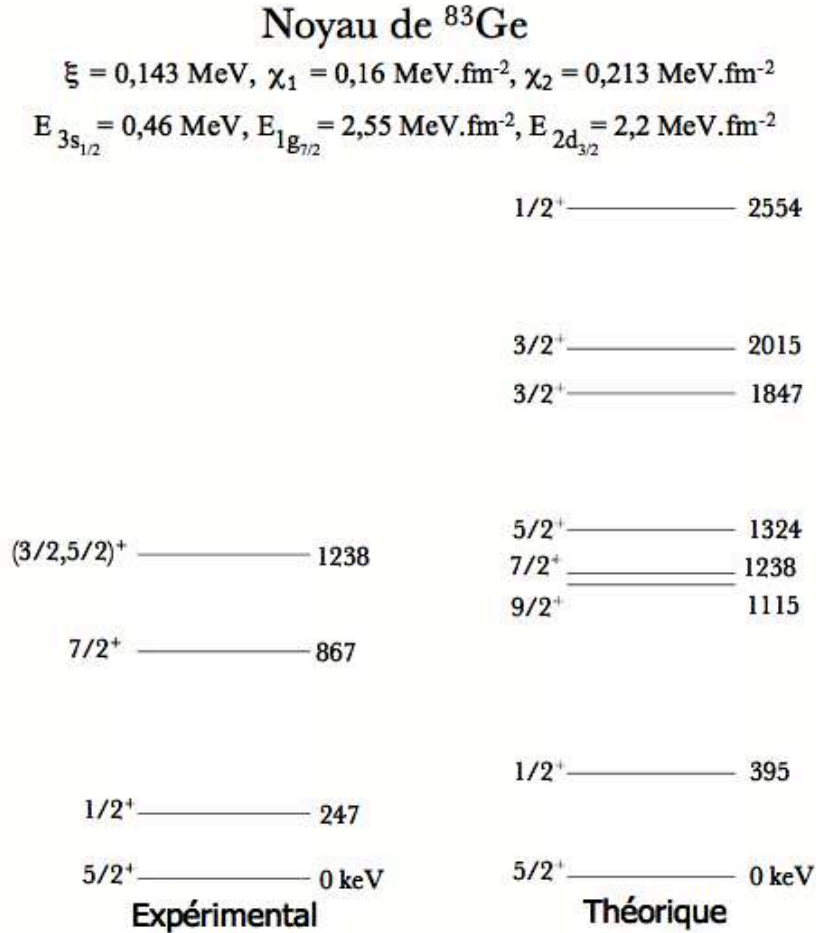 Noyau de ⁸³Ge
ξ = 0,143 MeV, χ₁ = 0,16 MeV.fm⁻², χ₂ = 0,213 MeV.fm⁻²
E 3s₁/₂ = 0,46 MeV, E 1g₇/₂ = 2,55 MeV.fm⁻², E 2d₃/₂ = 2,2 MeV.fm⁻²
1/2⁺ 2554
3/2⁺ 2015
3/2⁺ 1847
5/2⁺ 1324
(3/2,5/2)⁺ 1238
7/2⁺ 1238
9/2⁺ 1115
7/2⁺ 867
1/2⁺ 395
1/2⁺ 247
5/2⁺ 0 keV
5/2⁺ 0 keV
Expérimental
Théorique